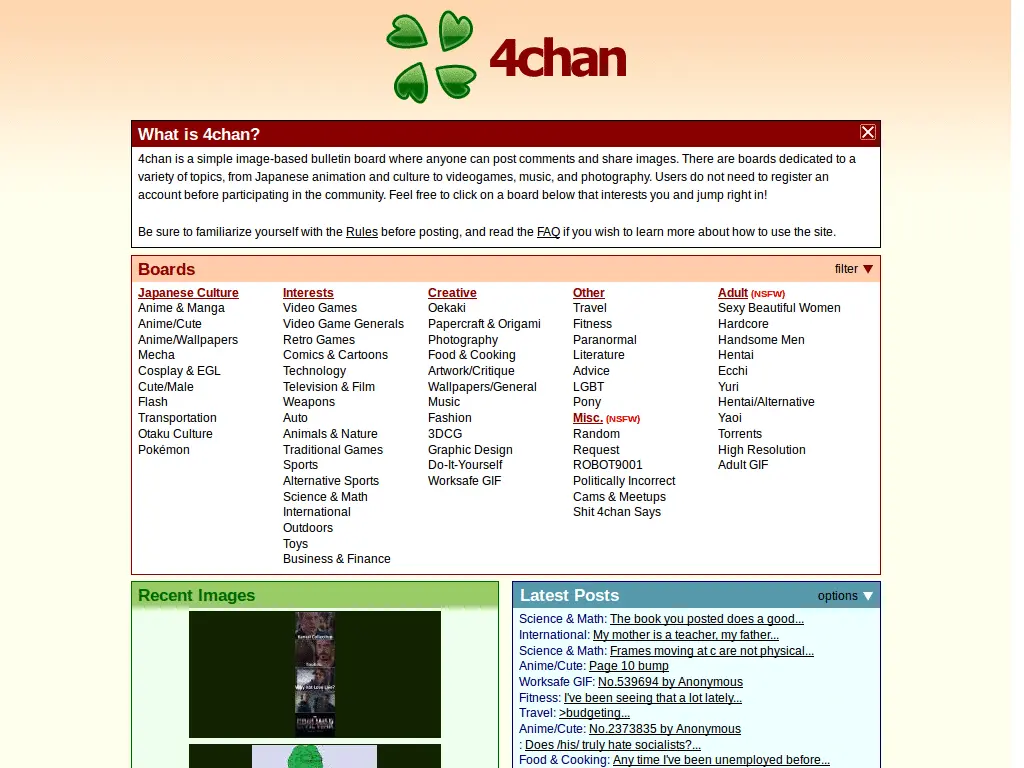 4chan
What is 4chan?
4chan is a simple image-based bulletin board where anyone can post comments and share images. There are boards dedicated to a
variety of topics, from Japanese animation and culture to videogames, music, and photography. Users do not need to register an
account before participating in the community. Feel free to click on a board below that interests you and jump right in!
Be sure to familiarize yourself with the Rules before posting, and read the FAQ if you wish to learn more about how to use the site.
Boards
filter ▼
Japanese Culture
Anime & Manga
Anime/Cute
Anime/Wallpapers
Mecha
Cosplay & EGL
Cute/Male
Flash
Transportation
Otaku Culture
Pokémon
Interests
Video Games
Video Game Generals
Retro Games
Comics & Cartoons
Technology
Television & Film
Weapons
Auto
Animals & Nature
Traditional Games
Sports
Alternative Sports
Science & Math
International
Outdoors
Toys
Business & Finance
Creative
Oekaki
Papercraft & Origami
Photography
Food & Cooking
Artwork/Critique
Wallpapers/General
Music
Fashion
3DCG
Graphic Design
Do-It-Yourself
Worksafe GIF
Other
Travel
Fitness
Paranormal
Literature
Advice
LGBT
Pony
Misc. (NSFW)
Random
Request
ROBOT9001
Politically Incorrect
Cams & Meetups
Shit 4chan Says
Adult (NSFW)
Sexy Beautiful Women
Hardcore
Handsome Men
Hentai
Ecchi
Yuri
Hentai/Alternative
Yaoi
Torrents
High Resolution
Adult GIF
Recent Images
CIVIL WAR
Latest Posts
options ▼
Science & Math: The book you posted does a good...
International: My mother is a teacher, my father...
Science & Math: Frames moving at c are not physical...
Anime/Cute: Page 10 bump
Worksafe GIF: No.539694 by Anonymous
Fitness: I've been seeing that a lot lately...
Travel: >budgeting...
Anime/Cute: No.2373835 by Anonymous
: Does /his/ truly hate socialists?...
Food & Cooking: Any time I've been unemployed before...